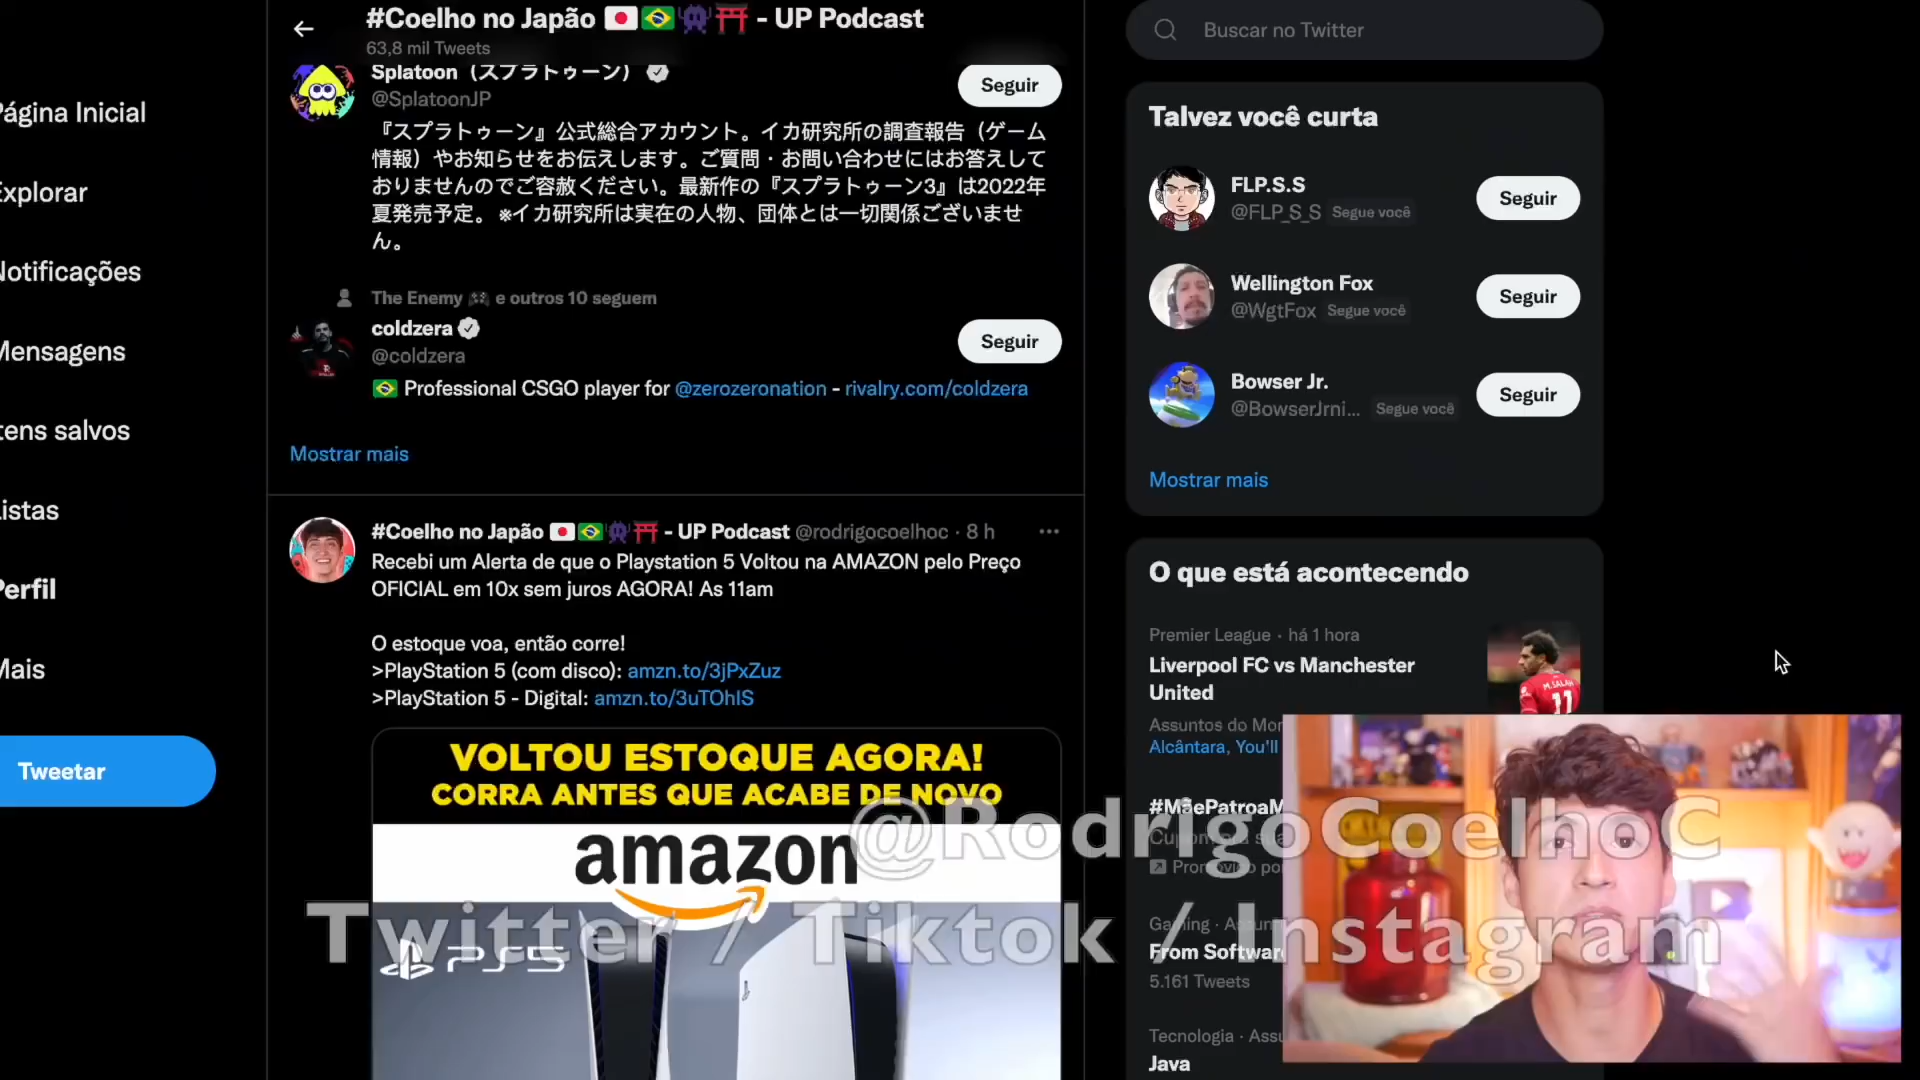 #Coelho no Japão 🇯🇵🇧🇷👾⛩️ - UP Podcast
63,8 mil Tweets
Página Inicial
Explorar
Notificações
Mensagens
Itens salvos
Listas
Perfil
Mais
Tweetar
Splatoon（スプラトゥーン）
@SplatoonJP
Seguir
『スプラトゥーン』公式総合アカウント。イカ研究所の調査報告（ゲーム
情報）やお知らせをお伝えします。ご質問・お問い合わせにはお答えして
おりませんのでご容赦ください。最新作の『スプラトゥーン3』は2022年
夏発売予定。※イカ研究所は実在の人物、団体とは一切関係ございませ
ん。
The Enemy 🎮 e outros 10 seguem
coldzera
@coldzera
Seguir
🇧🇷 Professional CSGO player for @zerozeronation - rivalry.com/coldzera
Mostrar mais
#Coelho no Japão 🇯🇵🇧🇷👾⛩️ - UP Podcast @rodrigocoelhoc · 8 h
Recebi um Alerta de que o Playstation 5 Voltou na AMAZON pelo Preço
OFICIAL em 10x sem juros AGORA! As 11am
O estoque voa, então corre!
>PlayStation 5 (com disco): amzn.to/3jPxZuz
>PlayStation 5 - Digital: amzn.to/3uTOhIS
VOLTOU ESTOQUE AGORA!
CORRA ANTES QUE ACABE DE NOVO
amazon
PS5
Buscar no Twitter
Talvez você curta
FLP.S.S
@FLP_S_S Segue você
Seguir
Wellington Fox
@WgtFox Segue você
Seguir
Bowser Jr.
@BowserJrni... Segue você
Seguir
Mostrar mais
O que está acontecendo
Premier League · há 1 hora
Liverpool FC vs Manchester
United
M.SALAH
11
Assuntos do Mo
Alcântara, You'll
#MãePatroaM
Promovido po
Gaming · Assun
From Softwar
5.161 Tweets
Tecnologia · Assu
Java
@RodrigoCoelhoC
Twitter / Tiktok / Instagram